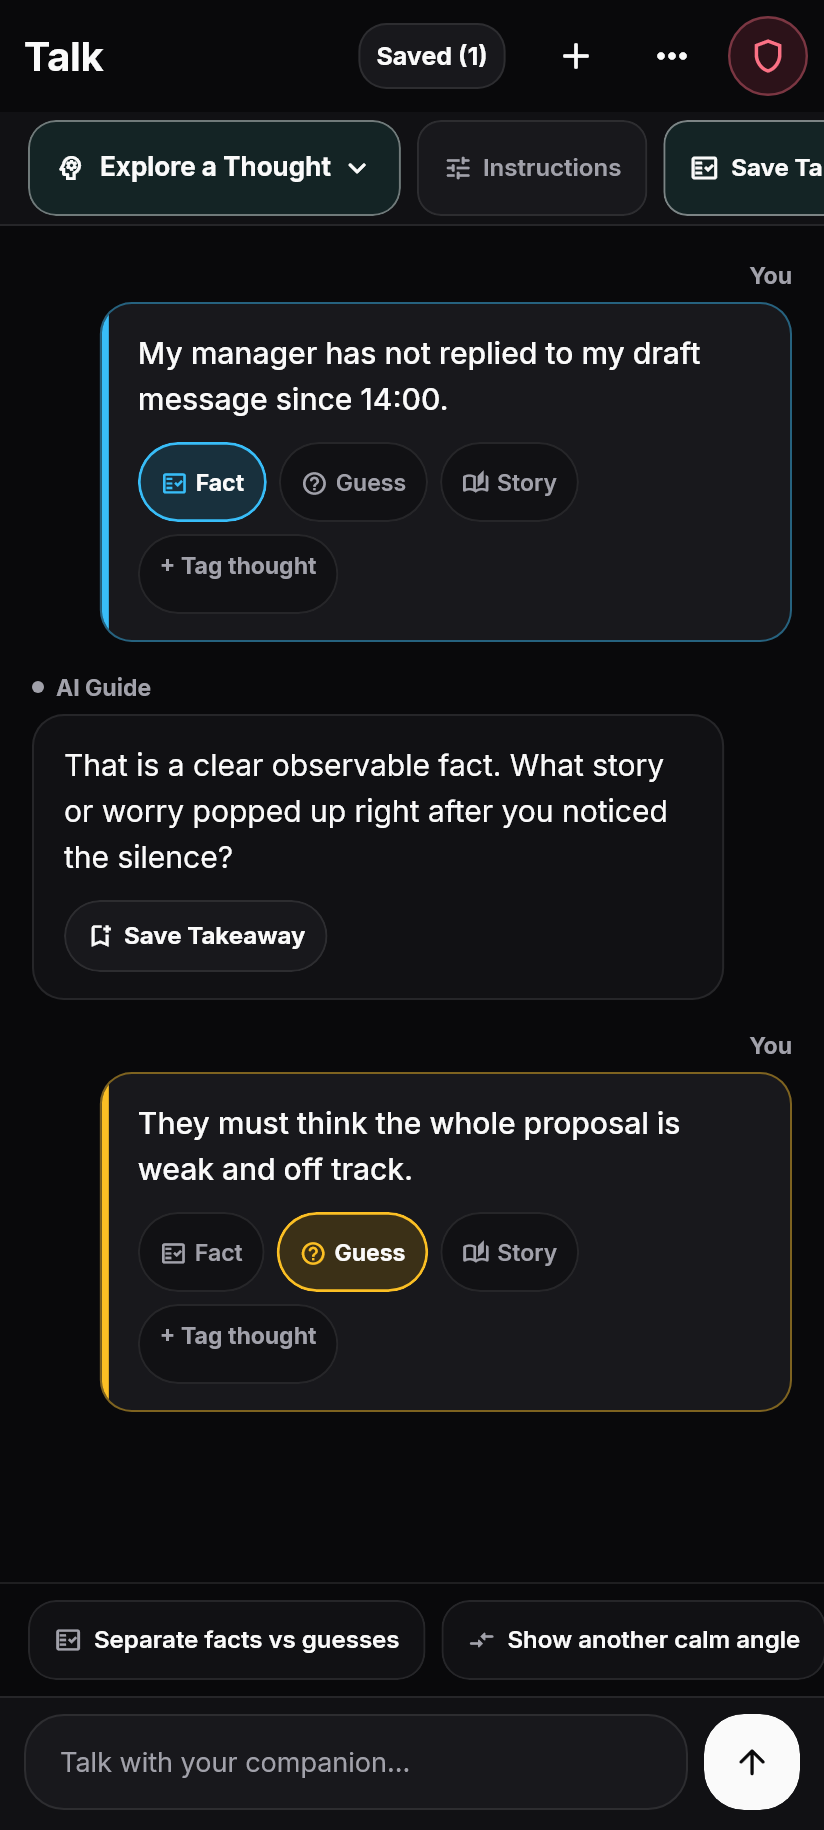 Talk
Saved (1)
Explore a Thought
Instructions
Save Ta
You
My manager has not replied to my draft
message since 14:00.
Fact
Guess
Story
+ Tag thought
AI Guide
That is a clear observable fact. What story
or worry popped up right after you noticed
the silence?
Save Takeaway
You
They must think the whole proposal is
weak and off track.
Fact
Guess
Story
+ Tag thought
Separate facts vs guesses
Show another calm angle
Talk with your companion...